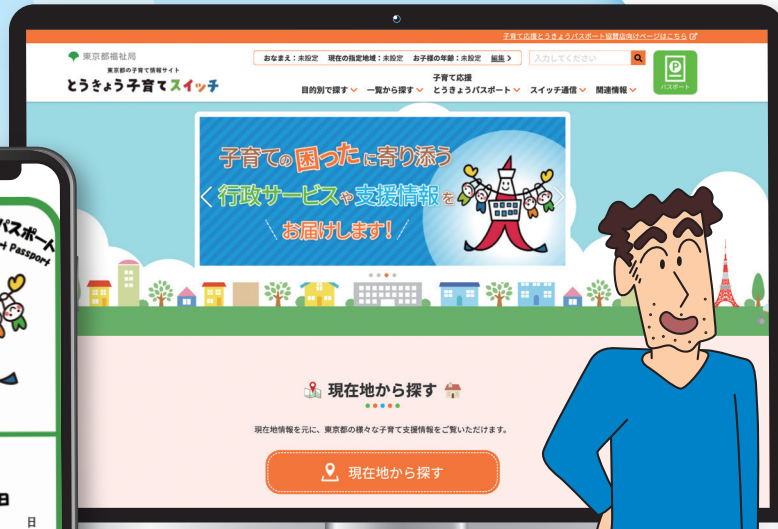 子育て応援とうきょうパスポート協賛店向けページはこちら
東京都福祉局
東京都の子育て情報サイト
とうきょう子育てスイッチ
おなまえ：未設定 現在の指定地域：未設定 お子様の年齢：未設定 編集
入力してください
パスポート
目的別で探す 一覧から探す 子育て応援
とうきょうパスポート スイッチ通信 関連情報
子育ての困ったに寄り添う
行政サービスや支援情報を
お届けします！
現在地から探す
現在地情報を元に、東京都の様々な子育て支援情報をご覧いただけます。
現在地から探す
パスポート
Passport
日
日